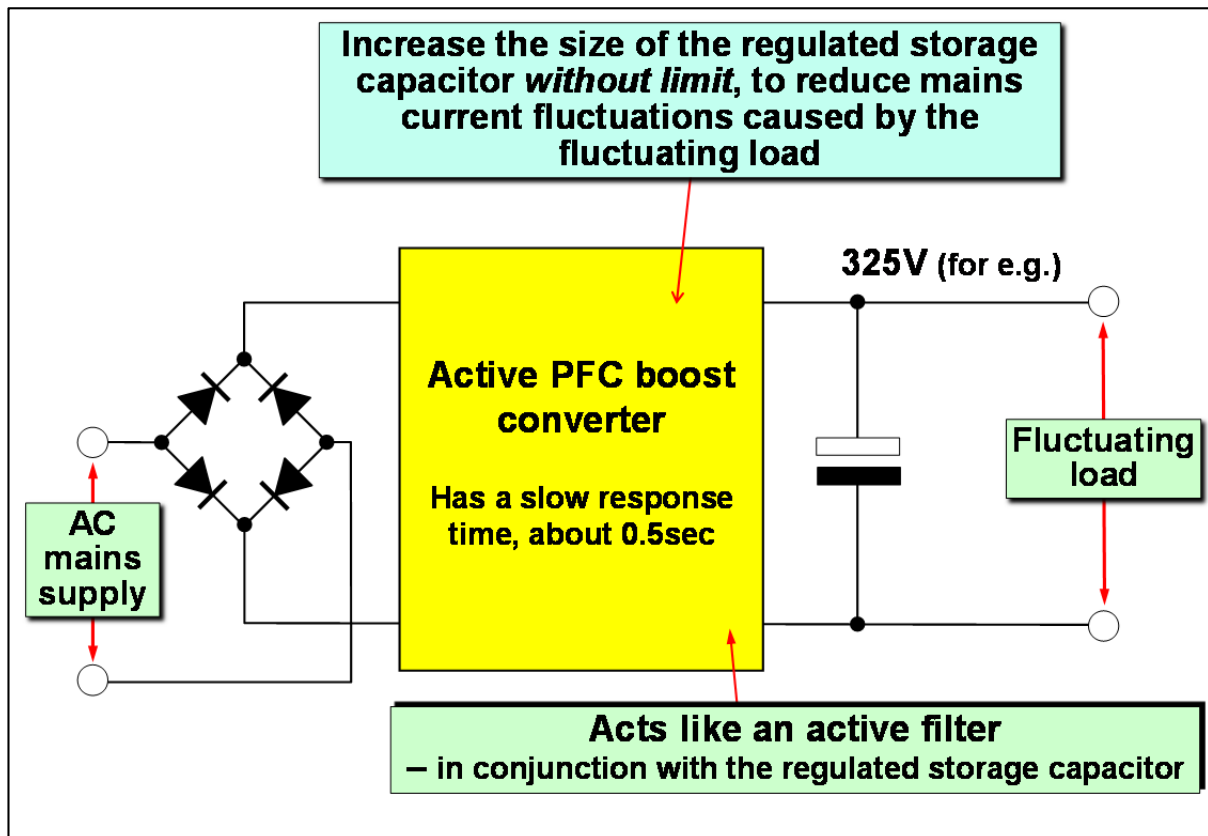 Increase the size of the regulated storage
capacitor without limit, to reduce mains
current fluctuations caused by the
fluctuating load
325V (for e.g.)
Active PFC boost
converter
Has a slow response
time, about 0.5sec
Fluctuating
load
AC
mains
supply
Acts like an active filter
– in conjunction with the regulated storage capacitor